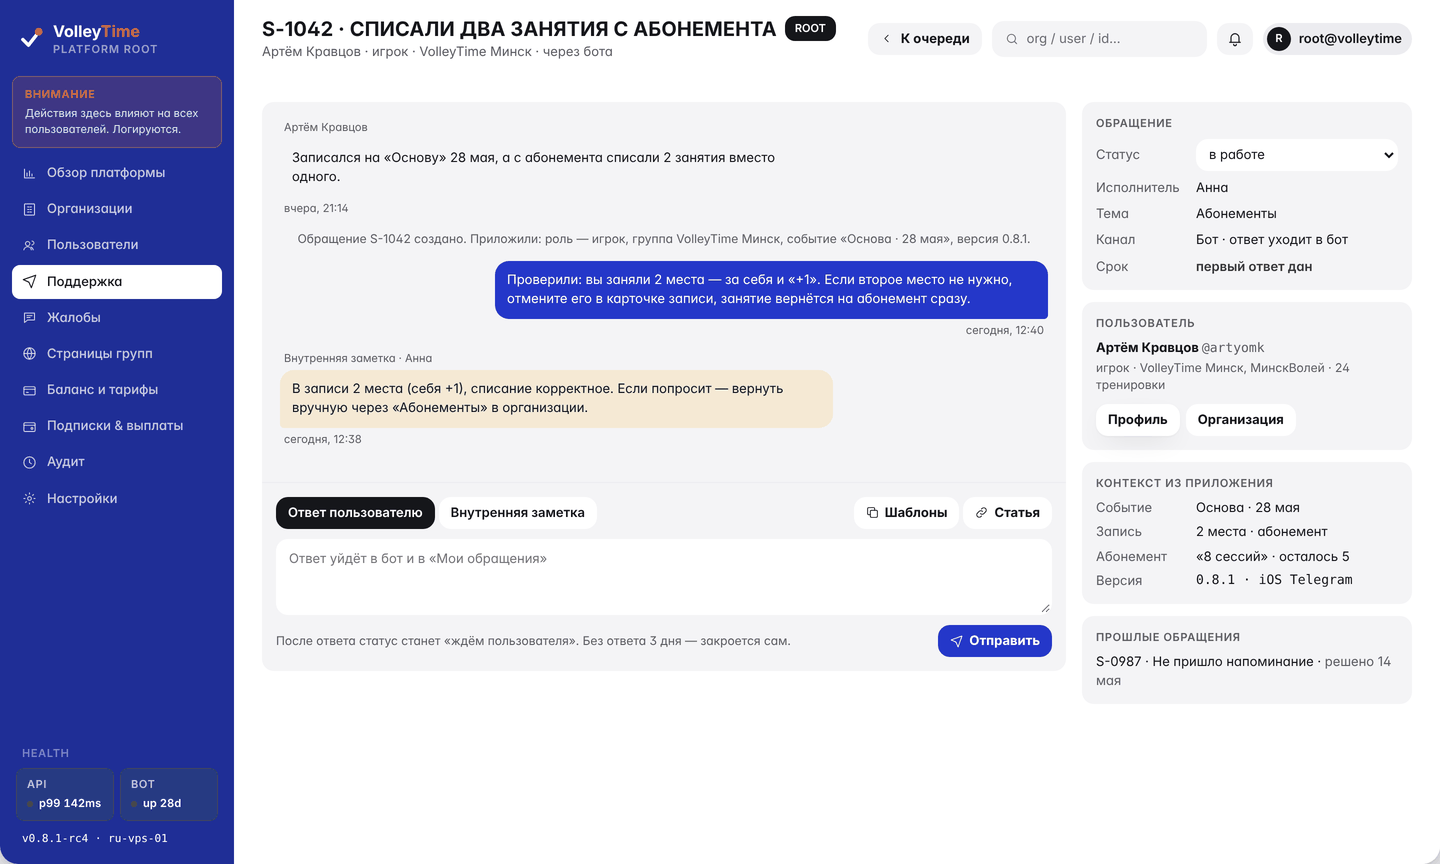 VolleyTime
PLATFORM ROOT
ВНИМАНИЕ
Действия здесь влияют на всех
пользователей. Логируются.
Обзор платформы
Организации
Пользователи
Поддержка
Жалобы
Страницы групп
Баланс и тарифы
Подписки & выплаты
Аудит
Настройки
HEALTH
API
p99 142ms
BOT
up 28d
v0.8.1-rc4 · ru-vps-01
S-1042 · СПИСАЛИ ДВА ЗАНЯТИЯ С АБОНЕМЕНТА
ROOT
Артём Кравцов · игрок · VolleyTime Минск · через бота
К очереди
org / user / id...
R
root@volleytime
Артём Кравцов
Записался на «Основу» 28 мая, а с абонемента списали 2 занятия вместо
одного.
вчера, 21:14
Обращение S-1042 создано. Приложили: роль — игрок, группа VolleyTime Минск, событие «Основа · 28 мая», версия 0.8.1.
Проверили: вы заняли 2 места — за себя и «+1». Если второе место не нужно,
отмените его в карточке записи, занятие вернётся на абонемент сразу.
сегодня, 12:40
Внутренняя заметка · Анна
В записи 2 места (себя +1), списание корректное. Если попросит — вернуть
вручную через «Абонементы» в организации.
сегодня, 12:38
Ответ пользователю
Внутренняя заметка
Шаблоны
Статья
Ответ уйдёт в бот и в «Мои обращения»
После ответа статус станет «ждём пользователя». Без ответа 3 дня — закроется сам.
Отправить
ОБРАЩЕНИЕ
Статус
в работе
Исполнитель
Анна
Тема
Абонементы
Канал
Бот · ответ уходит в бот
Срок
первый ответ дан
ПОЛЬЗОВАТЕЛЬ
Артём Кравцов @artyomk
игрок · VolleyTime Минск, МинскВолей · 24
тренировки
Профиль
Организация
КОНТЕКСТ ИЗ ПРИЛОЖЕНИЯ
Событие
Основа · 28 мая
Запись
2 места · абонемент
Абонемент
«8 сессий» · осталось 5
Версия
0.8.1 · iOS Telegram
ПРОШЛЫЕ ОБРАЩЕНИЯ
S-0987 · Не пришло напоминание · решено 14
мая